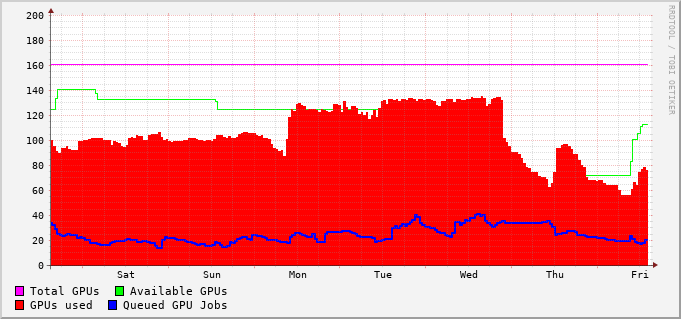 RRDTOOL / TOBI OETIKER
200
180
160
140
120
100
80
60
40
20
0
Sat Sun Mon Tue Wed Thu Fri
Total GPUs Available GPUs
GPUs used Queued GPU Jobs